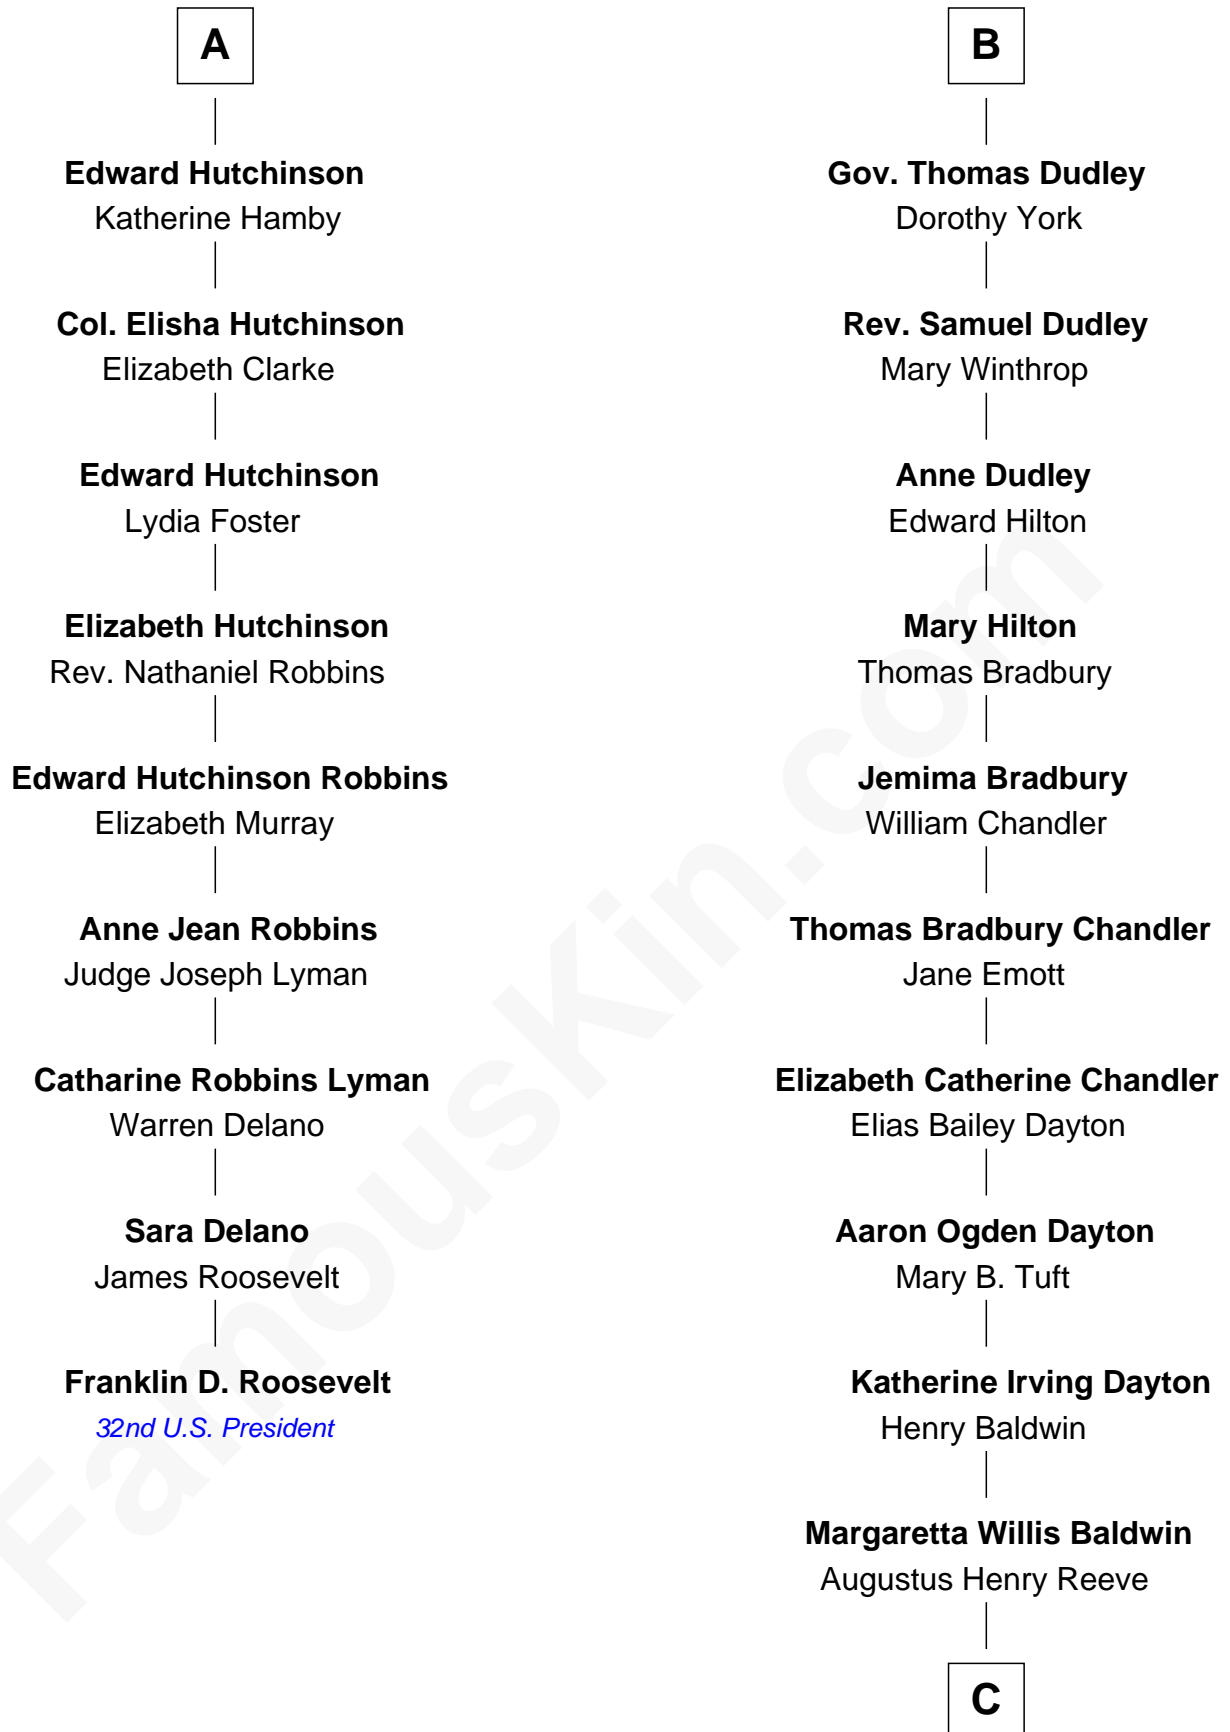 A
Edward Hutchinson
Katherine Hamby
Col. Elisha Hutchinson
Elizabeth Clarke
Edward Hutchinson
Lydia Foster
Elizabeth Hutchinson
Rev. Nathaniel Robbins
Edward Hutchinson Robbins
Elizabeth Murray
Anne Jean Robbins
Judge Joseph Lyman
Catharine Robbins Lyman
Warren Delano
Sara Delano
James Roosevelt
Franklin D. Roosevelt
32nd U.S. President
B
Gov. Thomas Dudley
Dorothy York
Rev. Samuel Dudley
Mary Winthrop
Anne Dudley
Edward Hilton
Mary Hilton
Thomas Bradbury
Jemima Bradbury
William Chandler
Thomas Bradbury Chandler
Jane Emott
Elizabeth Catherine Chandler
Elias Bailey Dayton
Aaron Ogden Dayton
Mary B. Tuft
Katherine Irving Dayton
Henry Baldwin
Margaretta Willis Baldwin
Augustus Henry Reeve
C
FamousKin.com